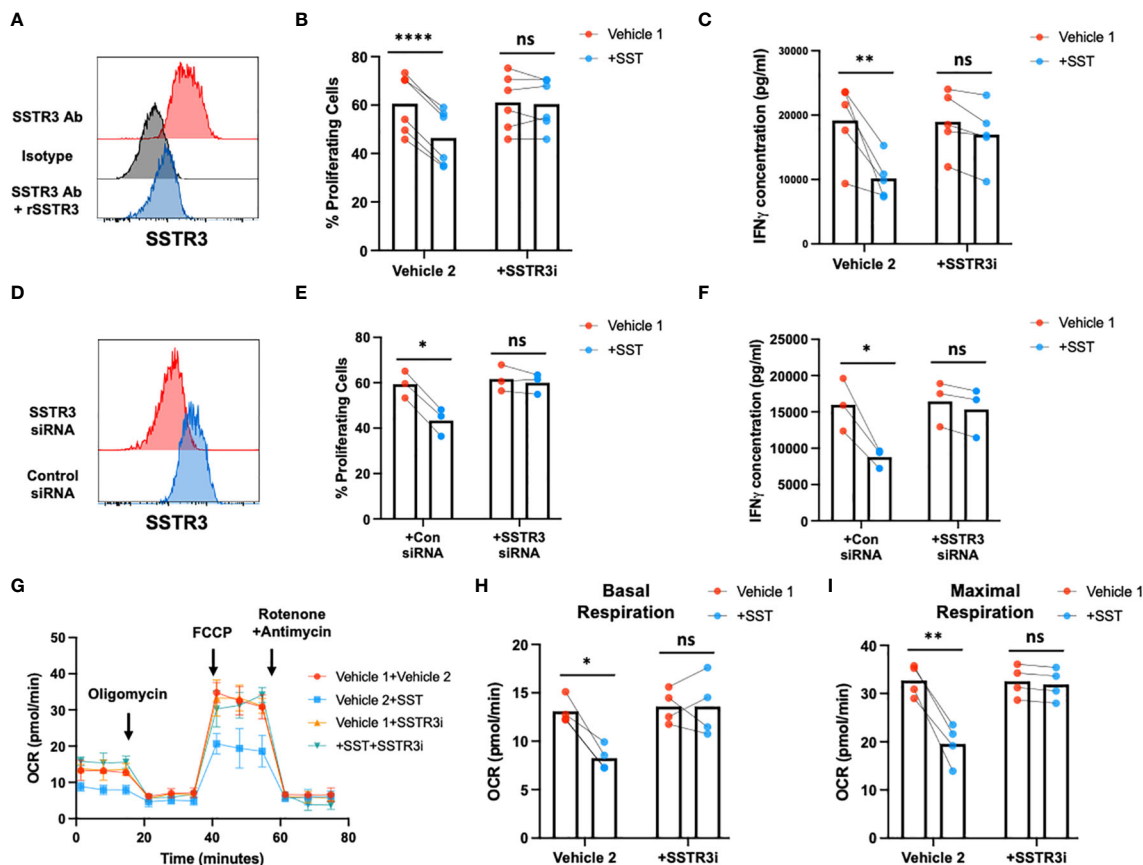 A
SSTR3 Ab
Isotype
SSTR3 Ab
+ rSSTR3
SSTR3
B
Vehicle 1
+SST
% Proliferating Cells
80
60
40
20
0
****
ns
Vehicle 2
+SSTR3i
C
Vehicle 1
+SST
IFNγ concentration (pg/ml)
30000
20000
10000
0
**
ns
Vehicle 2
+SSTR3i
D
SSTR3
siRNA
Control
siRNA
SSTR3
E
Vehicle 1
+SST
% Proliferating Cells
80
60
40
20
0
*
ns
+Con
siRNA
+SSTR3
siRNA
F
Vehicle 1
+SST
IFNγ concentration (pg/ml)
25000
20000
15000
10000
5000
0
*
ns
+Con
siRNA
+SSTR3
siRNA
G
OCR (pmol/min)
50
40
30
20
10
0
Oligomycin
FCCP
Rotenone
+Antimycin
Vehicle 1+Vehicle 2
Vehicle 2+SST
Vehicle 1+SSTR3i
+SST+SSTR3i
0
20
40
60
80
Time (minutes)
H
Basal
Respiration
Vehicle 1
+SST
OCR (pmol/min)
20
15
10
5
0
*
ns
Vehicle 2
+SSTR3i
I
Maximal
Respiration
Vehicle 1
+SST
OCR (pmol/min)
40
30
20
10
0
**
ns
Vehicle 2
+SSTR3i